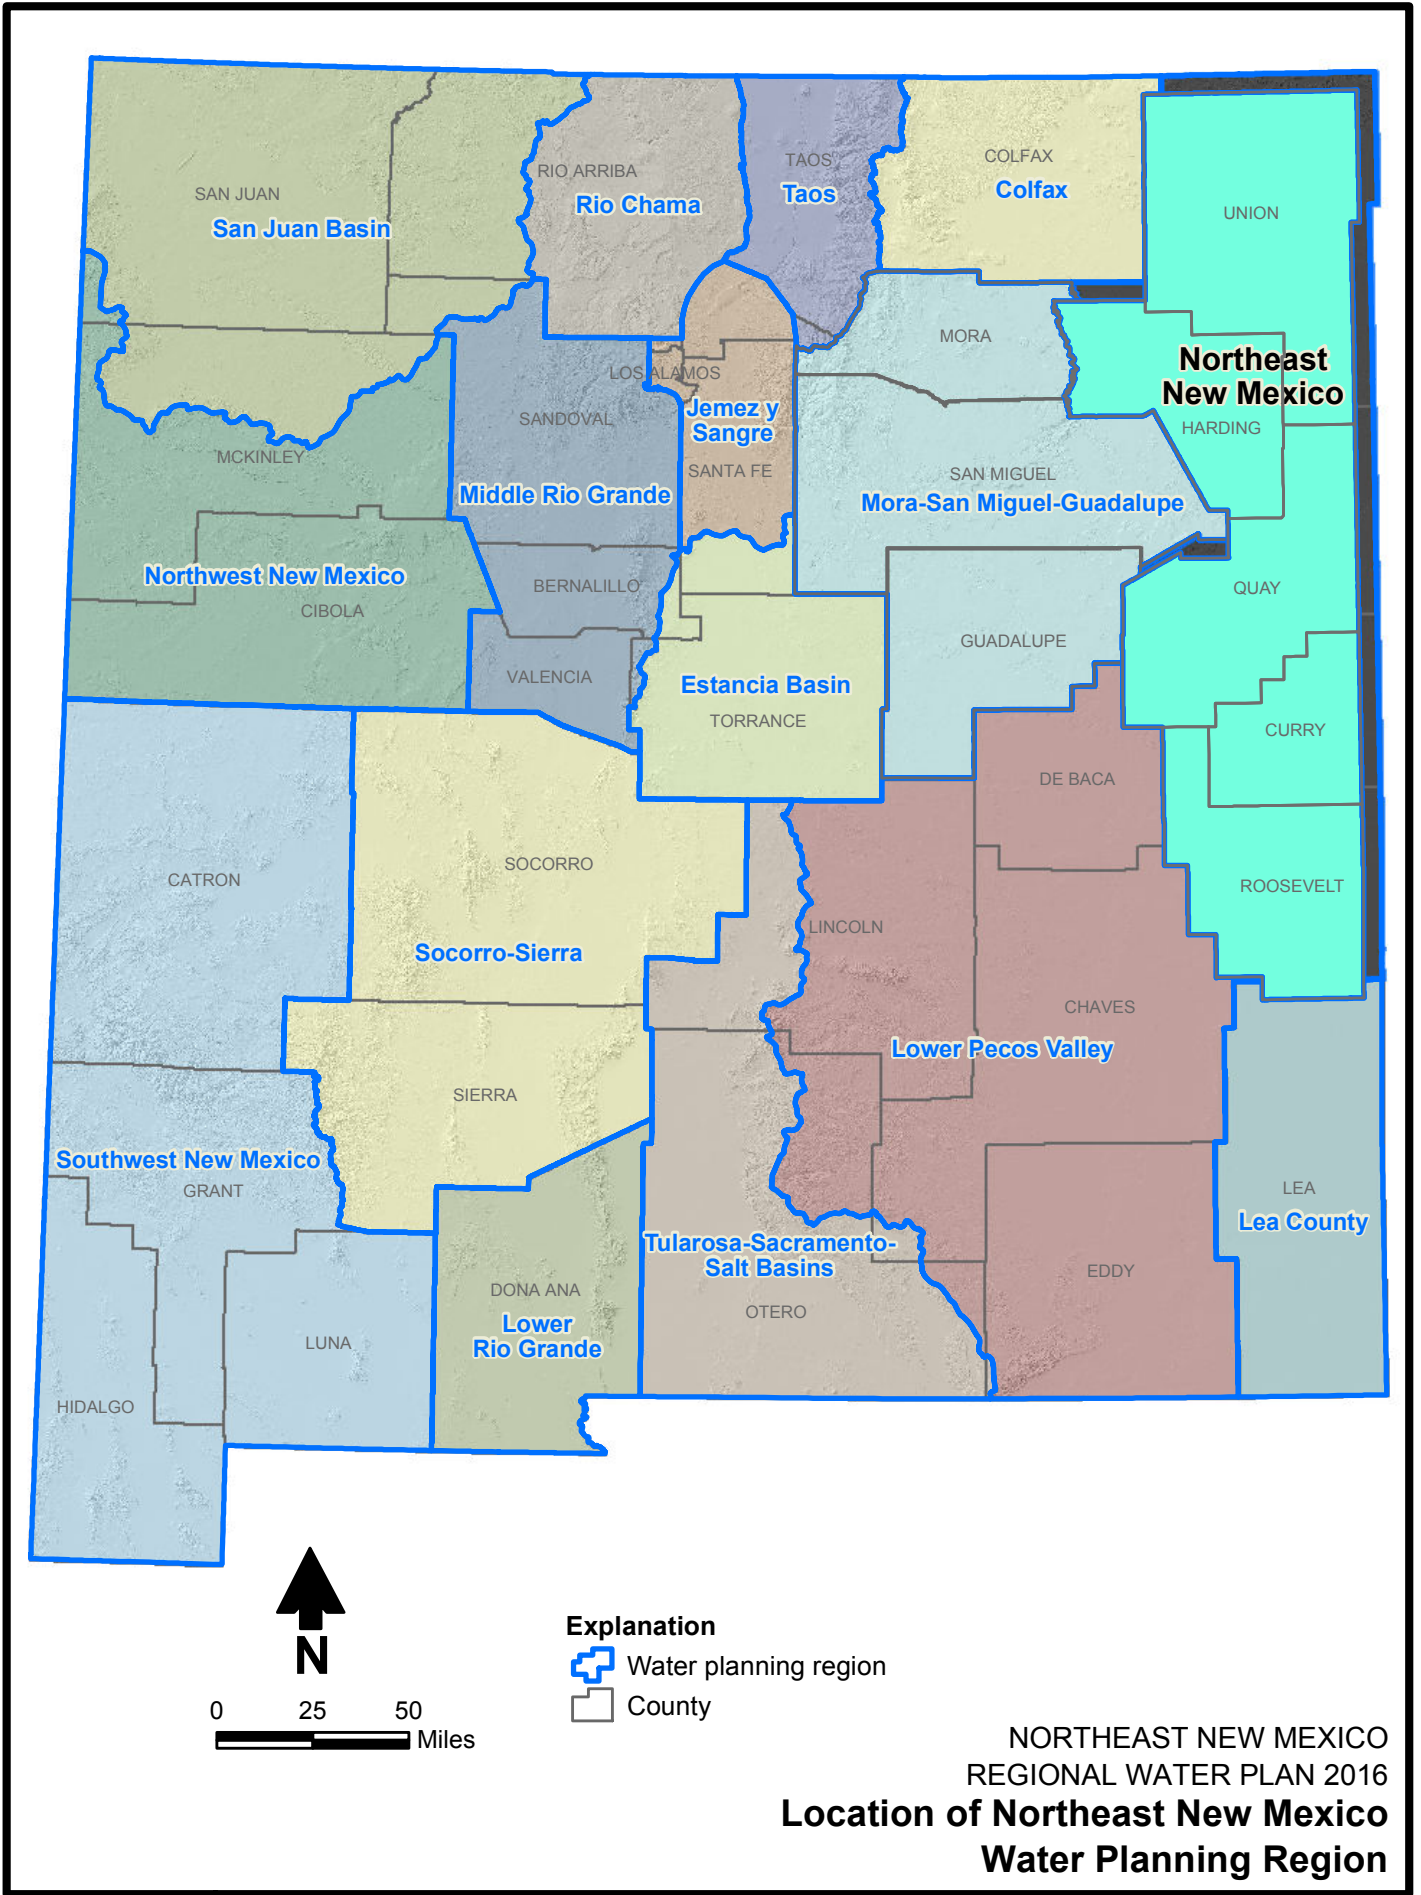 SAN JUAN
San Juan Basin
RIO ARRIBA
Rio Chama
TAOS
Taos
COLFAX
Colfax
UNION
MORA
Northeast
New Mexico
HARDING
LOS ALAMOS
SANDOVAL
Jemez y
Sangre
SANTA FE
MCKINLEY
Middle Rio Grande
SAN MIGUEL
Mora-San Miguel-Guadalupe
Northwest New Mexico
CIBOLA
BERNALILLO
QUAY
VALENCIA
GUADALUPE
Estancia Basin
TORRANCE
CURRY
DE BACA
CATRON
SOCORRO
Socorro-Sierra
LINCOLN
ROOSEVELT
CHAVES
Lower Pecos Valley
SIERRA
Southwest New Mexico
GRANT
LEA
Lea County
Tularosa-Sacramento-
Salt Basins
OTERO
EDDY
DONA ANA
Lower
Rio Grande
LUNA
HIDALGO
N
0 25 50
Miles
Explanation
Water planning region
County
NORTHEAST NEW MEXICO
REGIONAL WATER PLAN 2016
Location of Northeast New Mexico
Water Planning Region